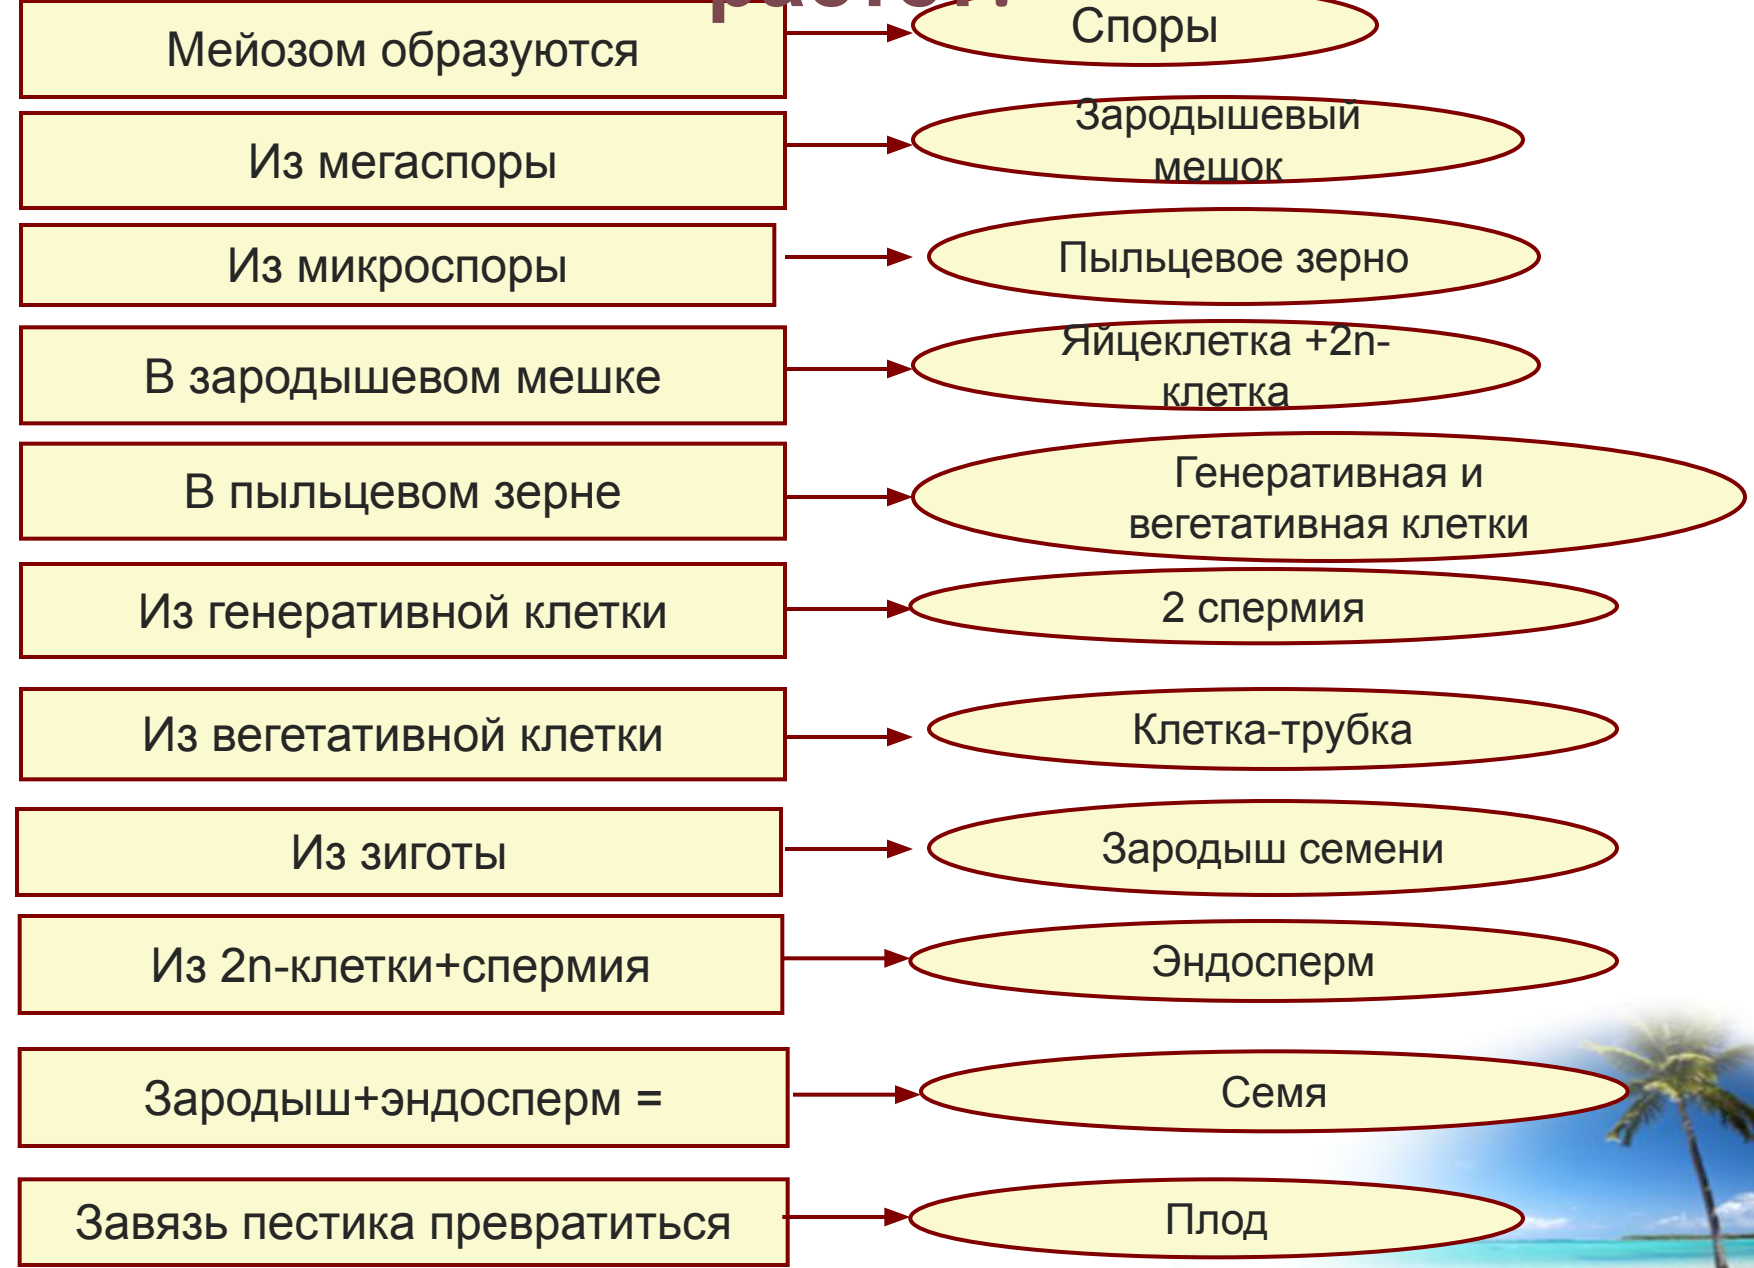 Мейозом образуются
Споры
Из мегаспоры
Зародышевый
мешок
Из микроспоры
Пыльцевое зерно
В зародышевом мешке
Яйцеклетка +2n-
клетка
В пыльцевом зерне
Генеративная и
вегетативная клетки
Из генеративной клетки
2 спермия
Из вегетативной клетки
Клетка-трубка
Из зиготы
Зародыш семени
Из 2n-клетки+спермия
Эндосперм
Зародыш+эндосперм =
Семя
Завязь пестика превратиться
Плод